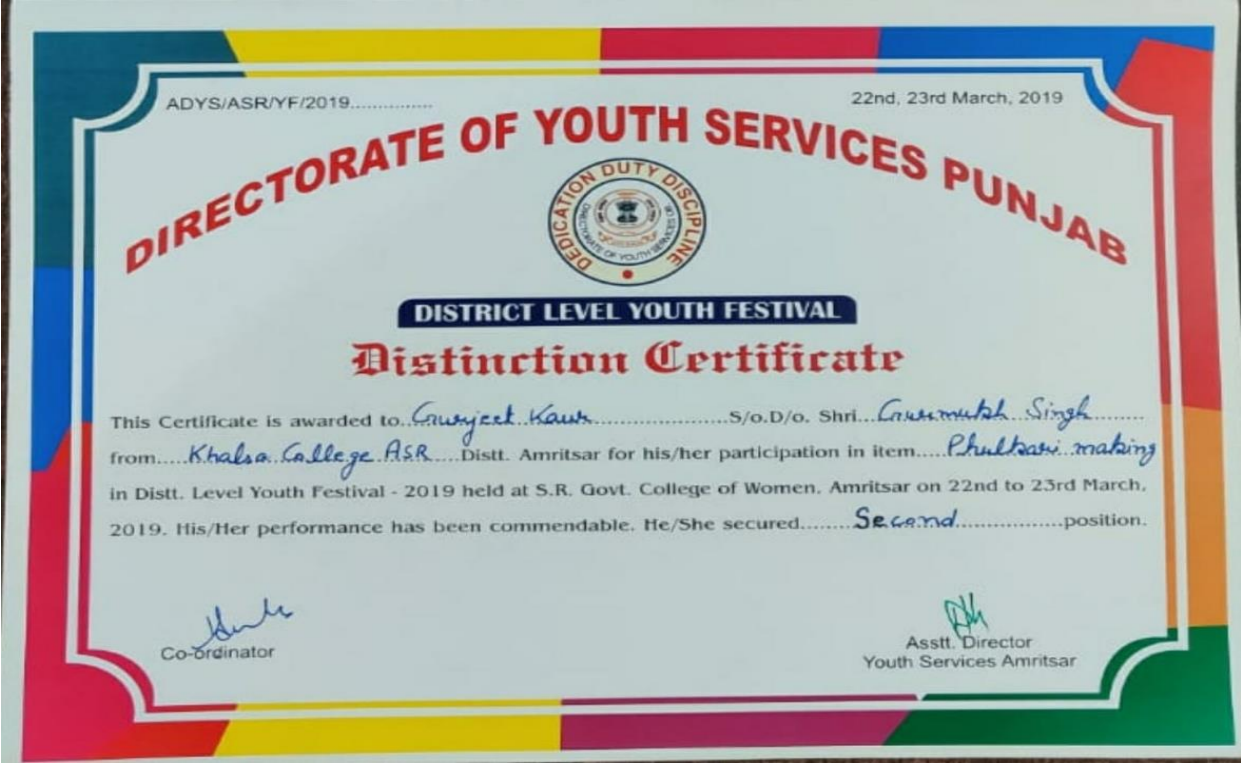 ADYS/ASR/YF/2019............... 22nd, 23rd March, 2019
DIRECTORATE OF YOUTH SERVICES PUNJAB
DEDICATION DUTY DISCIPLINE
DIRECTORATE OF YOUTH SERVICES
DISTRICT LEVEL YOUTH FESTIVAL
Distinction Certificate
This Certificate is awarded to..Gurjeet Kaur....................S/o.D/o. Shri...Gurmukh Singh........
from.....Khalsa College ASR....Distt. Amritsar for his/her participation in item.....Phulkari making
in Distt. Level Youth Festival - 2019 held at S.R. Govt. College of Women, Amritsar on 22nd to 23rd March,
2019. His/Her performance has been commendable. He/She secured........Second.................position.
Co-ordinator
Asstt. Director
Youth Services Amritsar